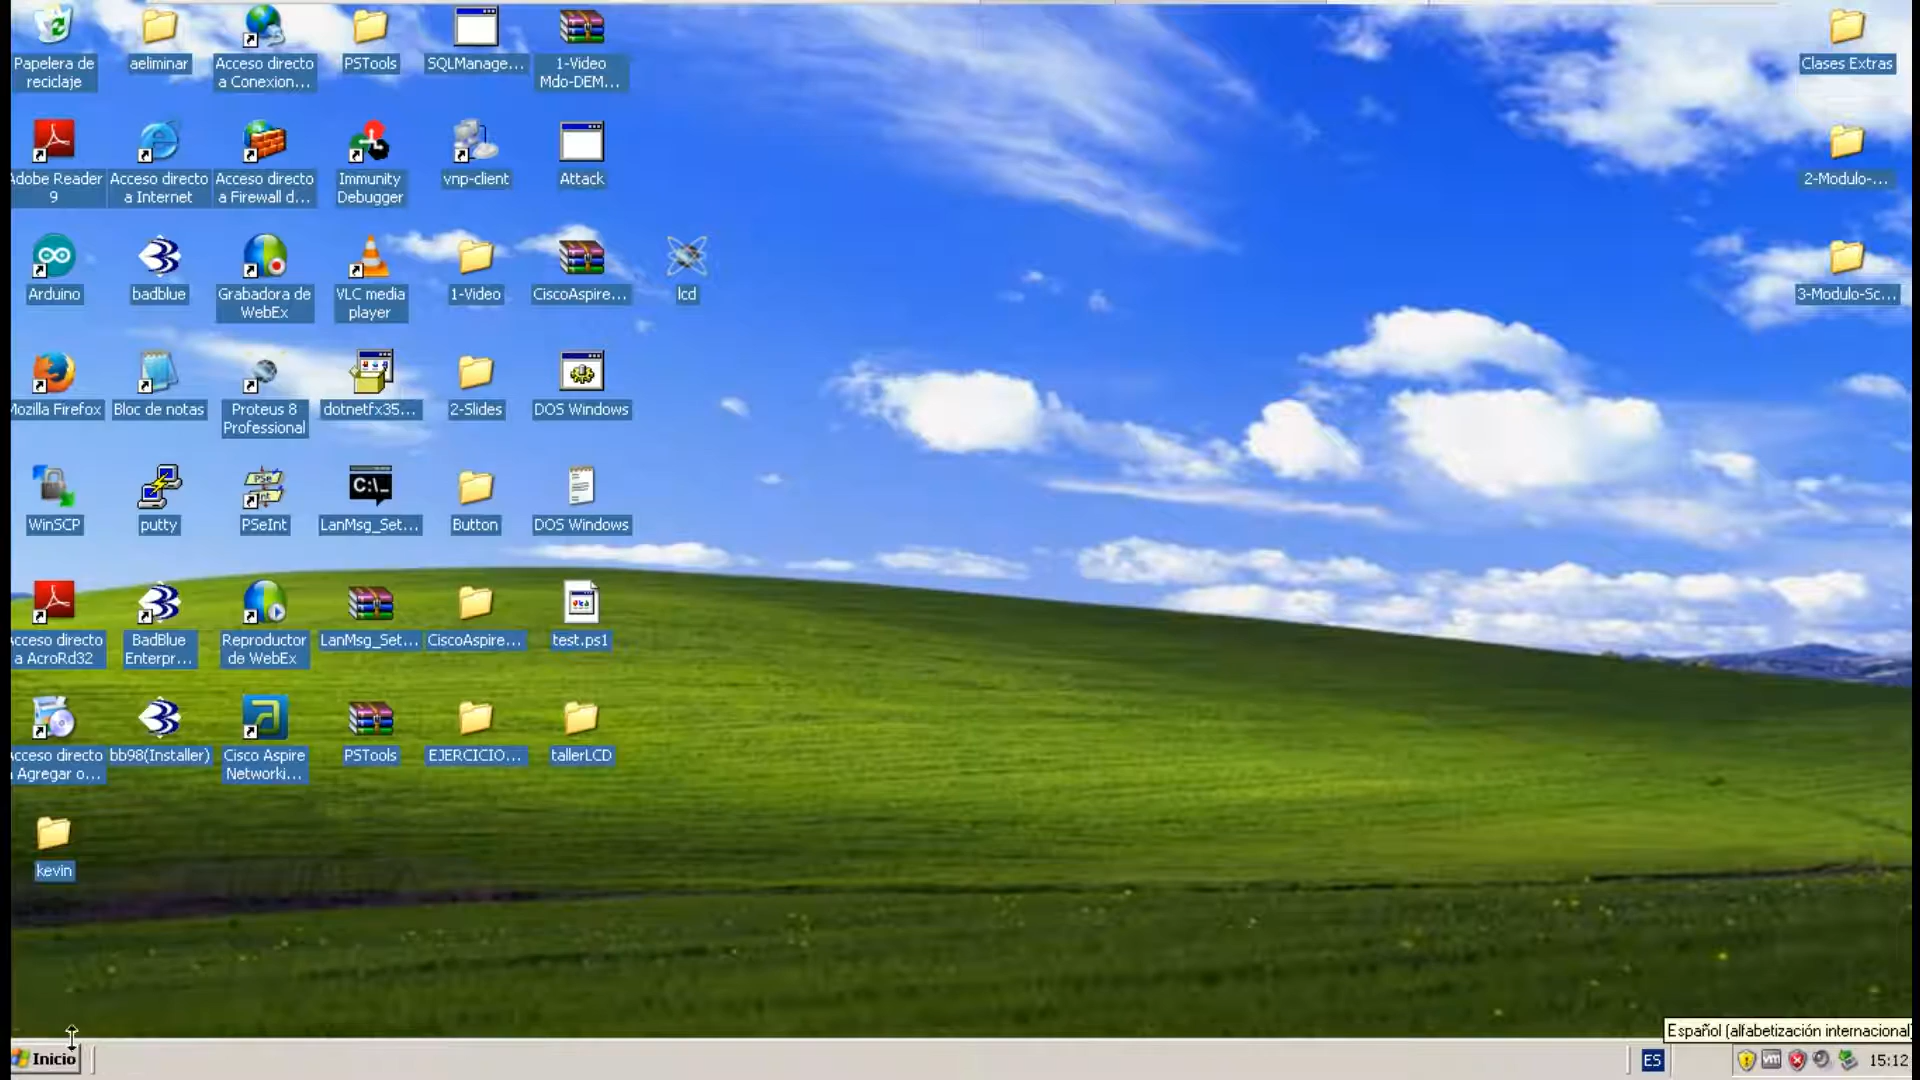 Papelera de
reciclaje
aeliminar
Acceso directo
a Conexion...
PSTools
SQLManage...
1-Video
Mdo-DEM...
Clases Extras
Adobe Reader
9
Acceso directo
a Internet
Acceso directo
a Firewall d...
Immunity
Debugger
vnp-client
Attack
2-Modulo-...
Arduino
badblue
Grabadora de
WebEx
VLC media
player
1-Video
CiscoAspire...
lcd
3-Modulo-Sc...
Mozilla Firefox
Bloc de notas
Proteus 8
Professional
dotnetfx35...
2-Slides
DOS Windows
WinSCP
putty
PSeInt
C:\_
LanMsg_Set...
Button
DOS Windows
Acceso directo
a AcroRd32
BadBlue
Enterpr...
Reproductor
de WebEx
LanMsg_Set...
CiscoAspire...
test.ps1
Acceso directo
a Agregar o...
bb98(Installer)
Cisco Aspire
Networki...
PSTools
EJERCICIO...
tallerLCD
kevin
Español (alfabetización internacional)
Inicio
ES
15:12